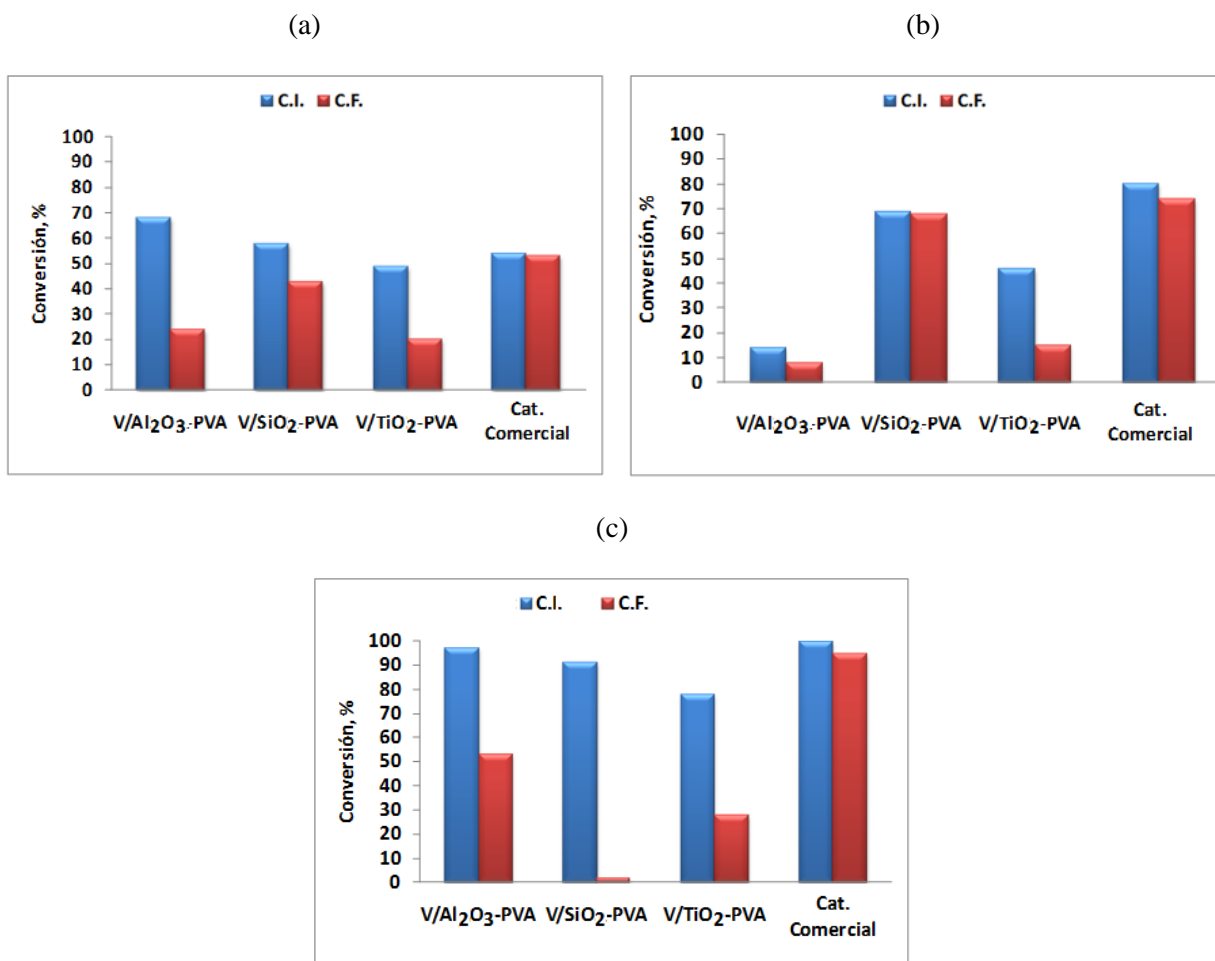 (a)
(b)
C.I. C.F.
100
90
80
70
60
50
40
30
20
10
0
Conversión, %
V/Al₂O₃.-PVA V/SiO₂-PVA V/TiO₂-PVA Cat.
Comercial
C.I. C.F.
100
90
80
70
60
50
40
30
20
10
0
Conversión, %
V/Al₂O₃.-PVA V/SiO₂-PVA V/TiO₂-PVA Cat.
Comercial
(c)
C.I. C.F.
100
90
80
70
60
50
40
30
20
10
0
Conversión, %
V/Al₂O₃-PVA V/SiO₂-PVA V/TiO₂-PVA Cat.
Comercial